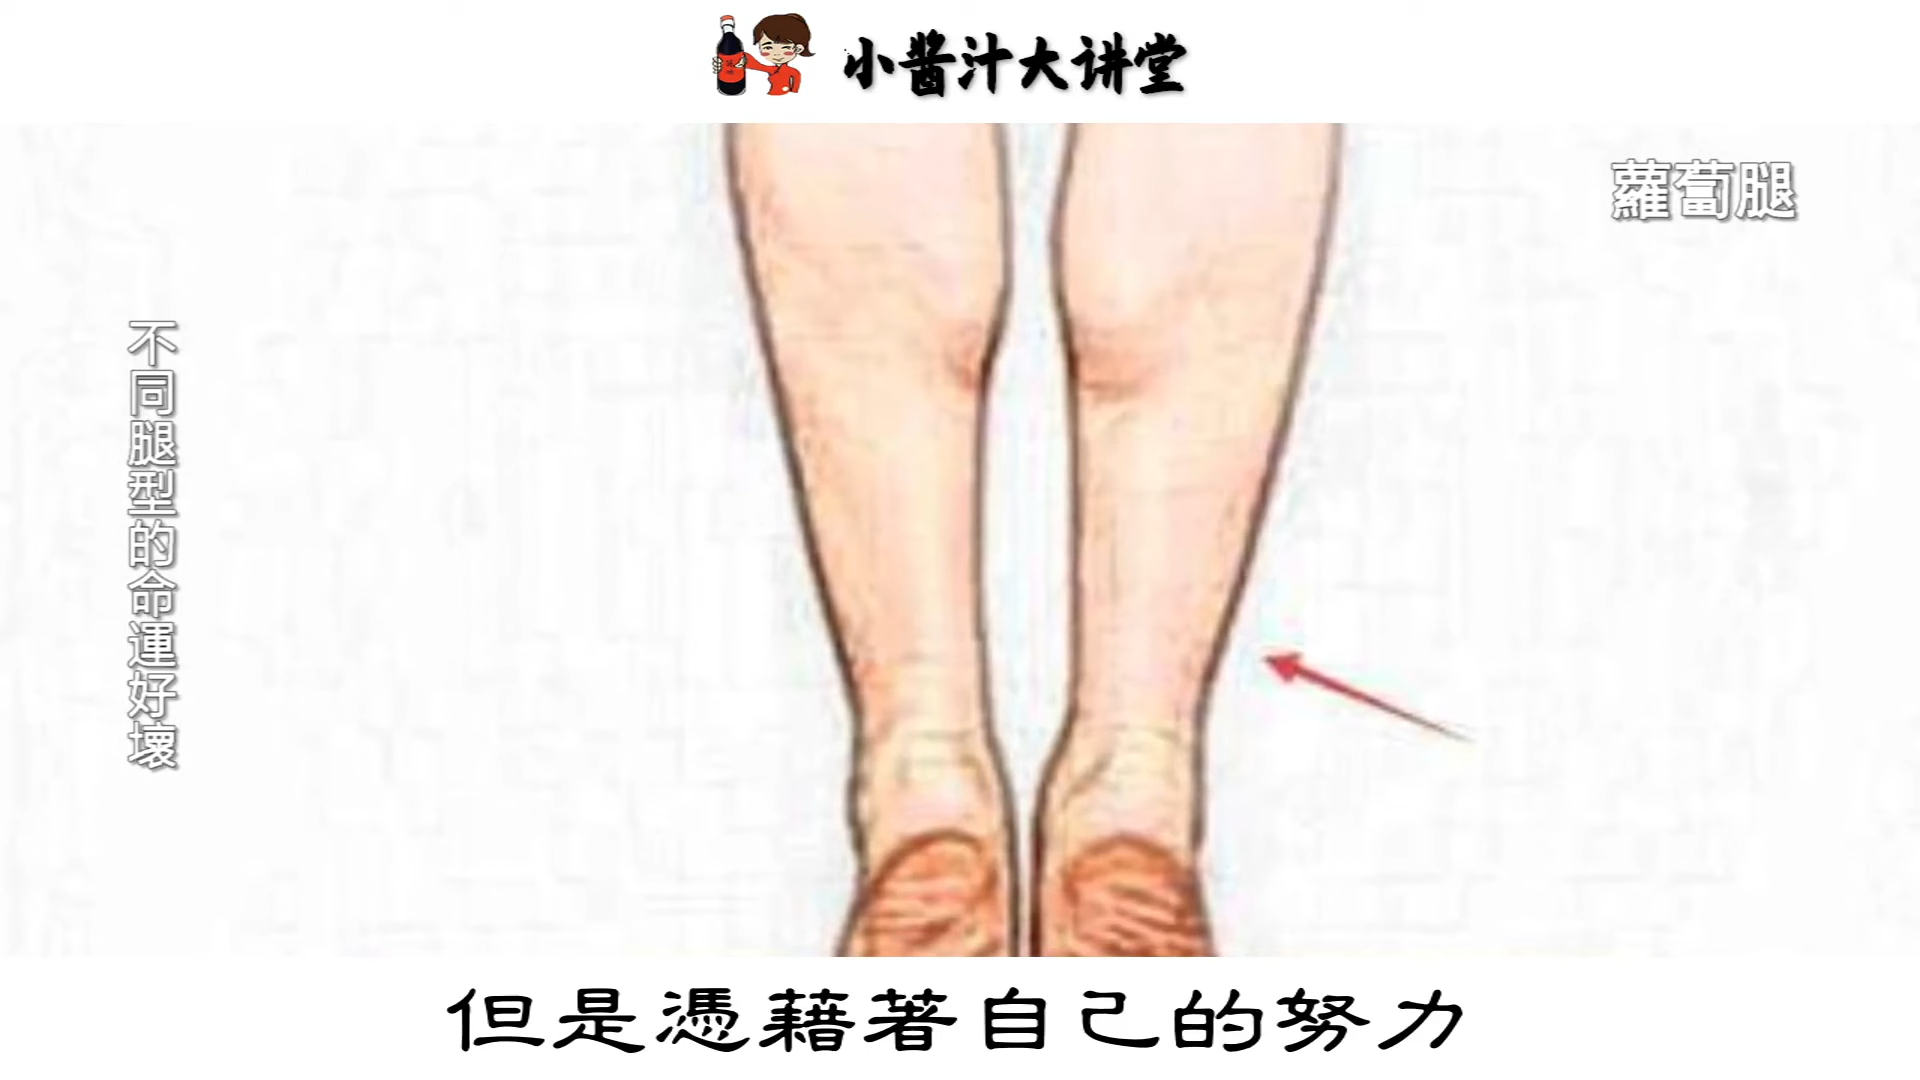 小酱汁大讲堂
蘿蔔腿
不同腿型的命運好壞
但是憑藉著自己的努力